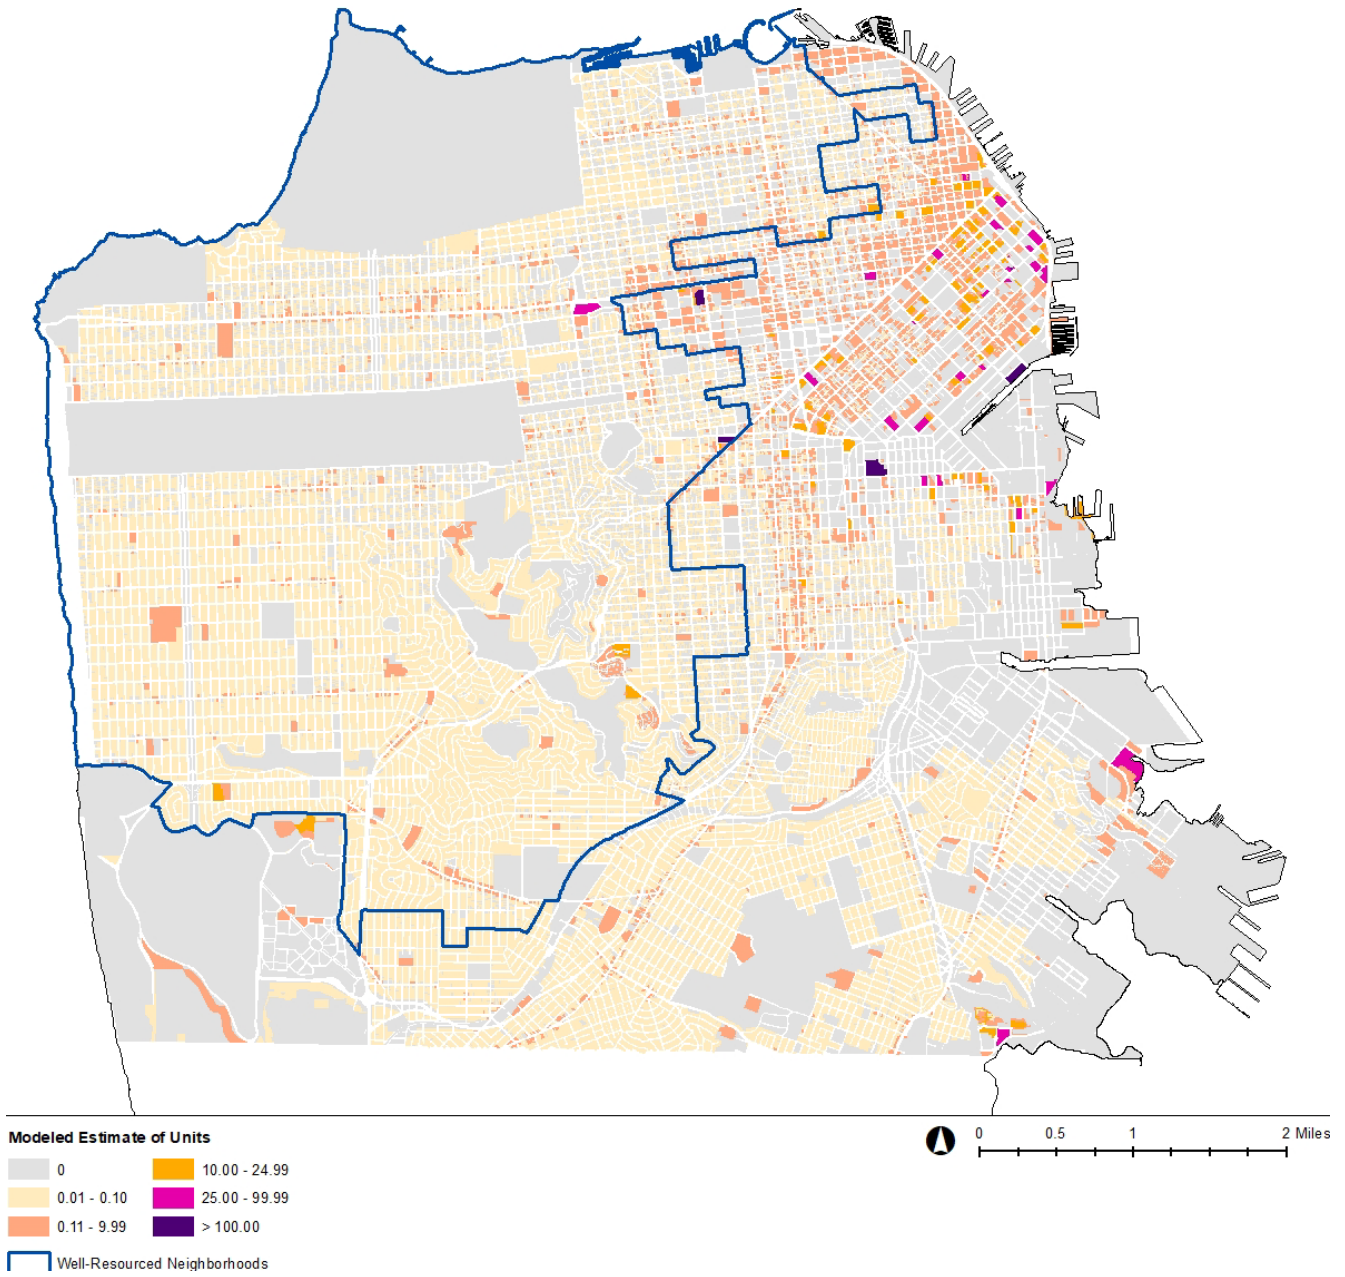 Modeled Estimate of Units
0
0.01 - 0.10
0.11 - 9.99
10.00 - 24.99
25.00 - 99.99
> 100.00
Well-Resourced Neighborhoods
0 0.5 1 2 Miles